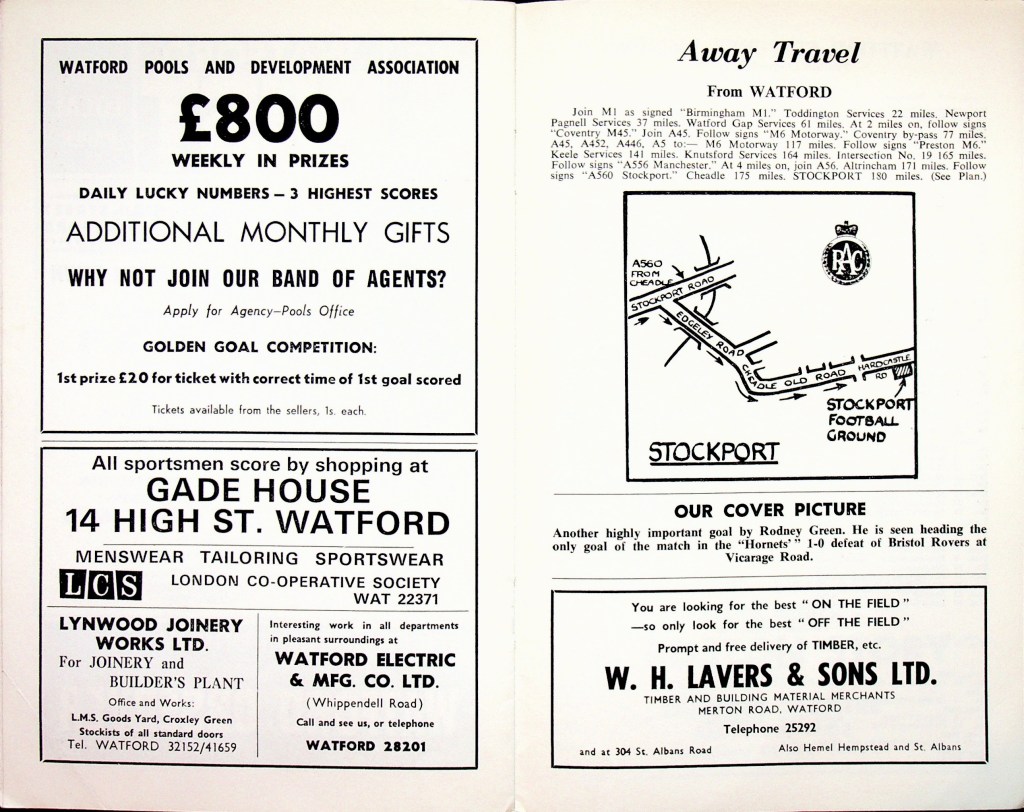 WATFORD POOLS AND DEVELOPMENT ASSOCIATION
£800
WEEKLY IN PRIZES
DAILY LUCKY NUMBERS – 3 HIGHEST SCORES
ADDITIONAL MONTHLY GIFTS
WHY NOT JOIN OUR BAND OF AGENTS?
Apply for Agency–Pools Office
GOLDEN GOAL COMPETITION:
1st prize £20 for ticket with correct time of 1st goal scored
Tickets available from the sellers, 1s. each.
All sportsmen score by shopping at
GADE HOUSE
14 HIGH ST. WATFORD
MENSWEAR TAILORING SPORTSWEAR
LCS LONDON CO-OPERATIVE SOCIETY
WAT 22371
LYNWOOD JOINERY
WORKS LTD.
For JOINERY and
BUILDER'S PLANT
Office and Works:
L.M.S. Goods Yard, Croxley Green
Stockists of all standard doors
Tel. WATFORD 32152/41659
Interesting work in all departments
in pleasant surroundings at
WATFORD ELECTRIC
& MFG. CO. LTD.
(Whippendell Road)
Call and see us, or telephone
WATFORD 28201
Away Travel
From WATFORD
Join M1 as signed "Birmingham M1." Toddington Services 22 miles. Newport
Pagnell Services 37 miles. Watford Gap Services 61 miles. At 2 miles on, follow signs
"Coventry M45." Join A45. Follow signs "M6 Motorway." Coventry by-pass 77 miles.
A45, A452, A446, A5 to:— M6 Motorway 117 miles. Follow signs "Preston M6."
Keele Services 141 miles. Knutsford Services 164 miles. Intersection No. 19 165 miles.
Follow signs "A556 Manchester." At 4 miles on, join A56. Altrincham 171 miles. Follow
signs "A560 Stockport." Cheadle 175 miles. STOCKPORT 180 miles. (See Plan.)
RAC
A560
FROM
CHEADLE
STOCKPORT ROAD
EDGELEY ROAD
CHEADLE OLD ROAD
HARDCASTLE
RD
STOCKPORT
FOOTBALL
GROUND
STOCKPORT
OUR COVER PICTURE
Another highly important goal by Rodney Green. He is seen heading the
only goal of the match in the "Hornets' " 1-0 defeat of Bristol Rovers at
Vicarage Road.
You are looking for the best "ON THE FIELD"
—so only look for the best "OFF THE FIELD"
Prompt and free delivery of TIMBER, etc.
W. H. LAVERS & SONS LTD.
TIMBER AND BUILDING MATERIAL MERCHANTS
MERTON ROAD, WATFORD
Telephone 25292
and at 304 St. Albans Road Also Hemel Hempstead and St. Albans